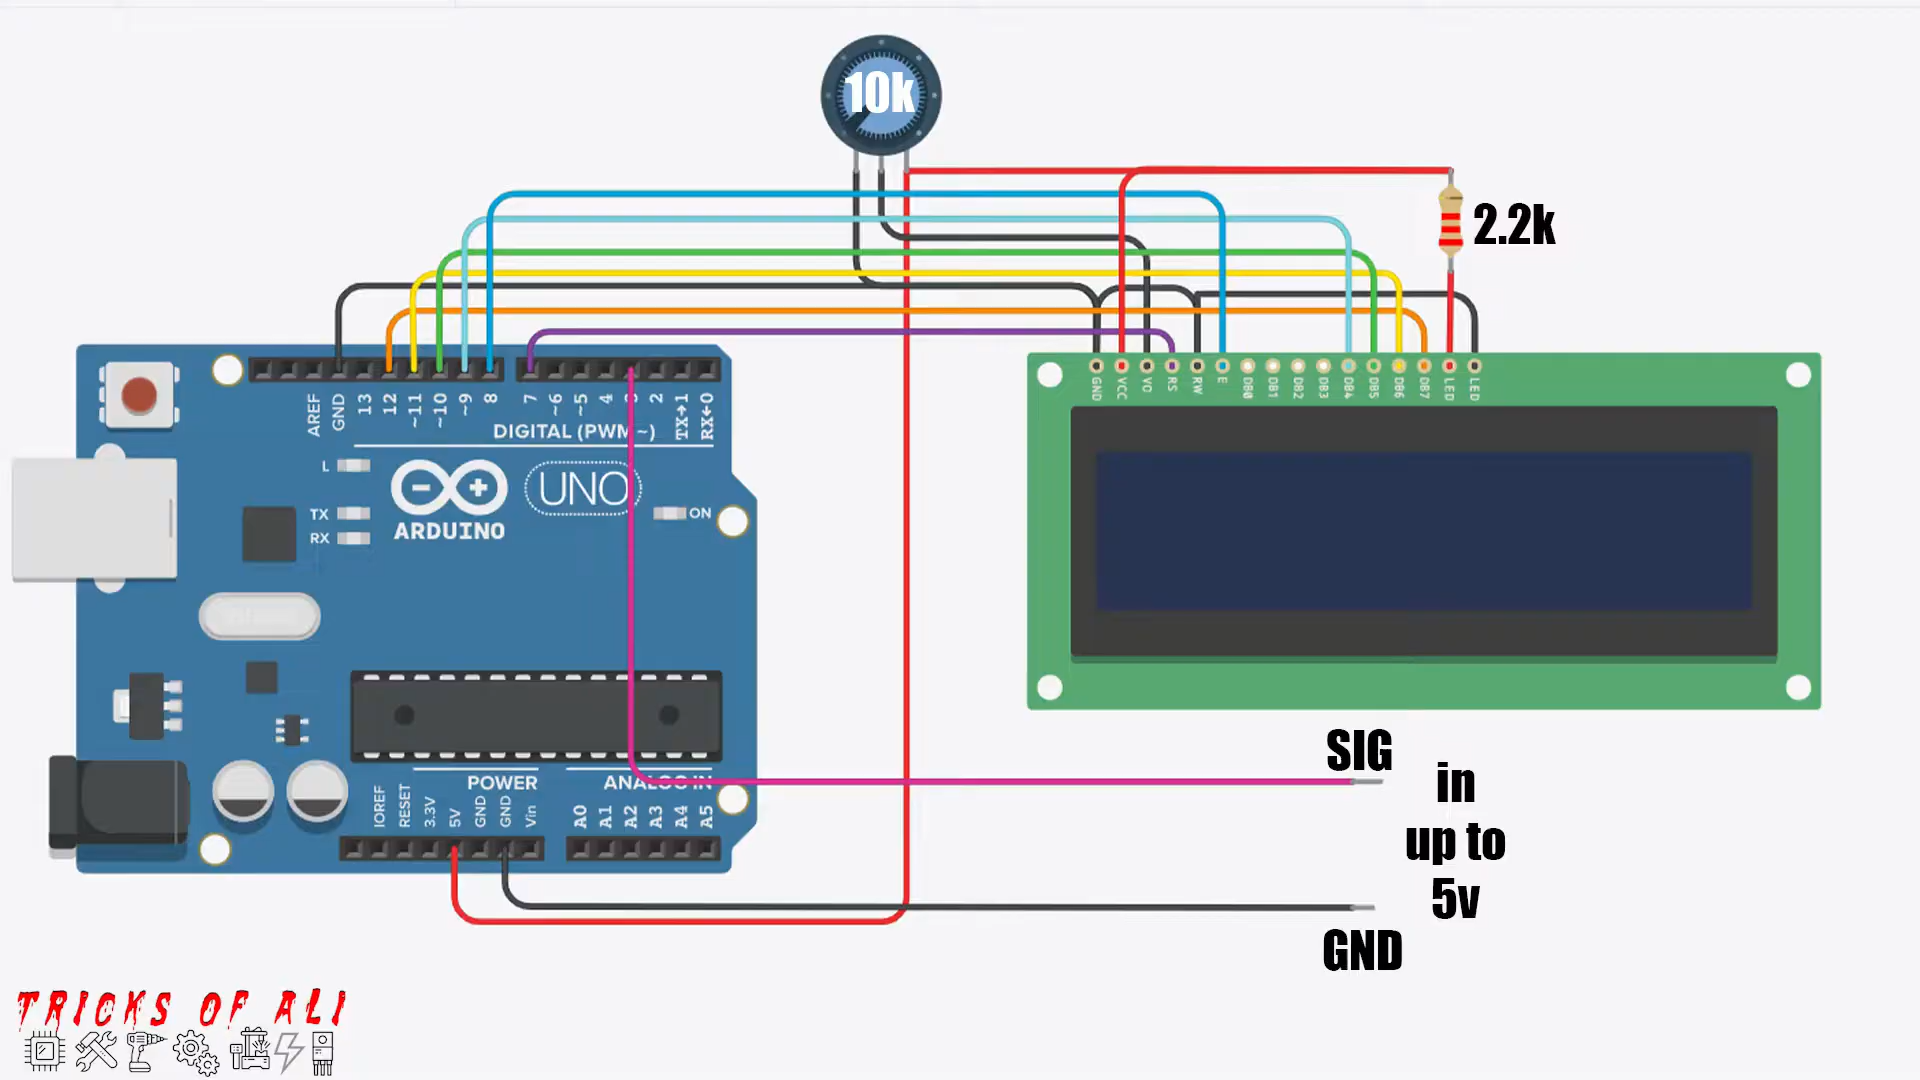 10k
2.2k
AREF
GND
13
12
~11
~10
~9
8
7
~6
~5
4
3
2
TX→1
RX←0
DIGITAL (PWM ~)
L
TX
RX
ARDUINO
UNO
ON
GND
VCC
VO
RS
RW
E
DB0
DB1
DB2
DB3
DB4
DB5
DB6
DB7
LED
LED
POWER
ANALOG IN
IOREF
RESET
3.3V
5V
GND
GND
Vin
A0
A1
A2
A3
A4
A5
SIG
in
up to
5v
GND
TRICKS OF ALI